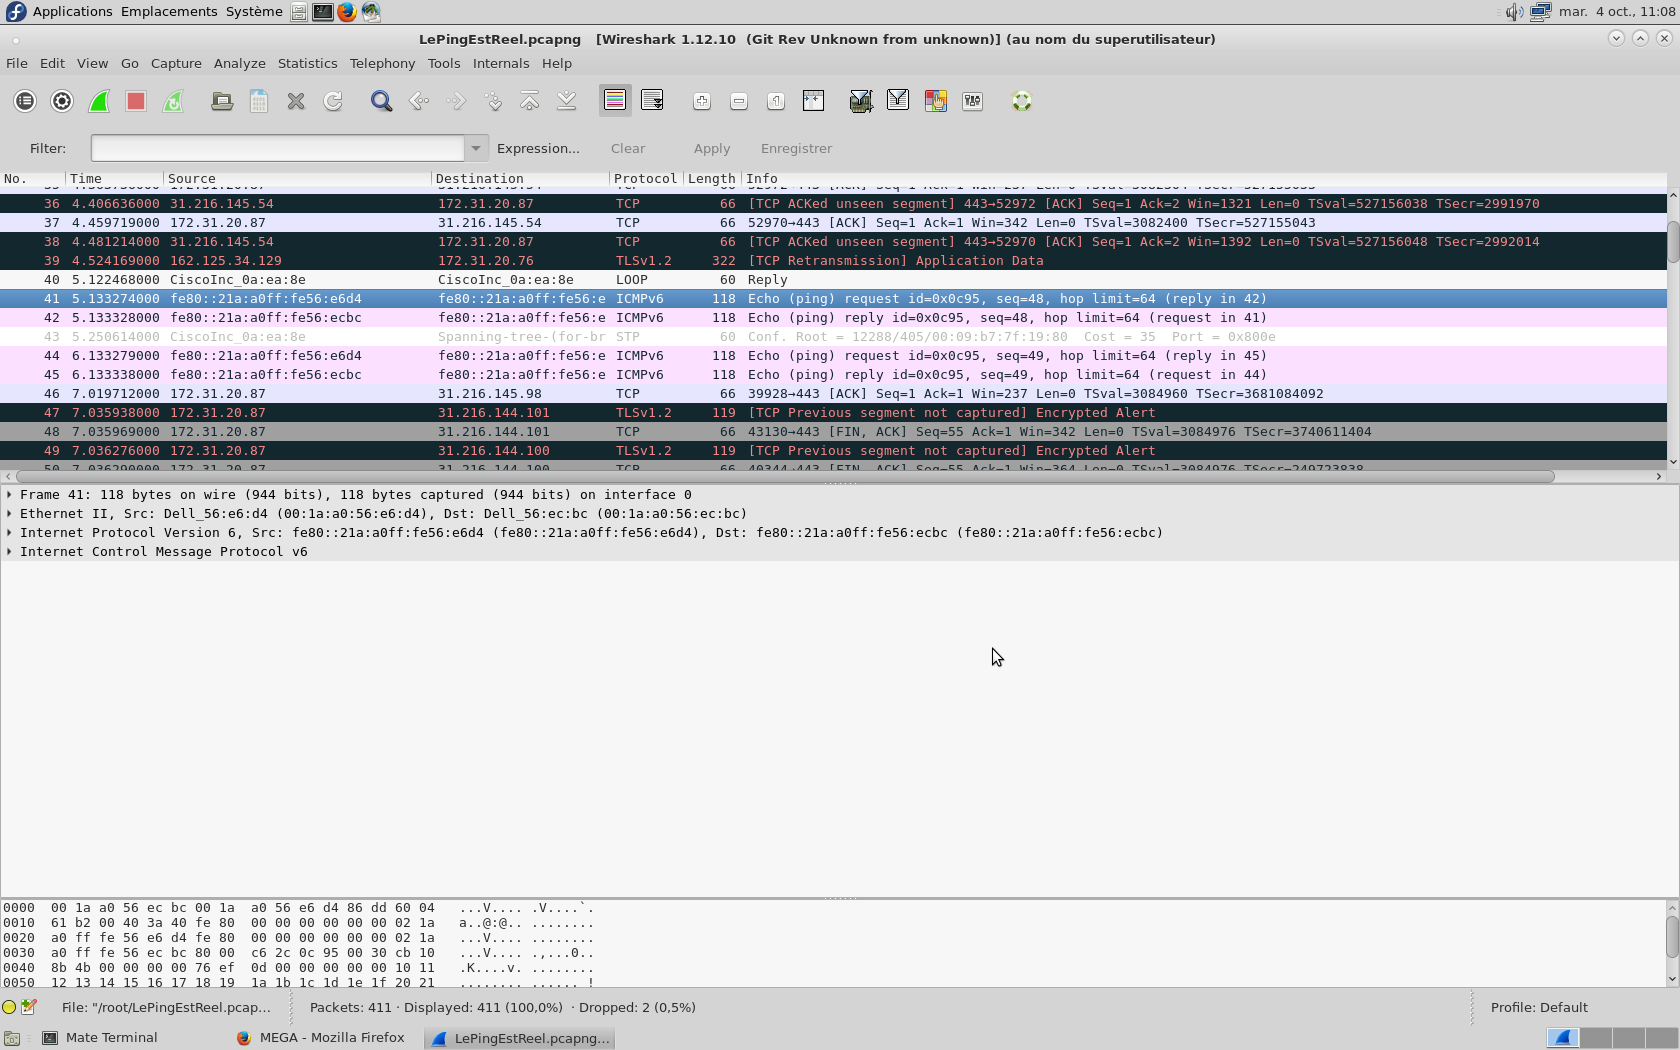 Applications Emplacements Système mar. 4 oct., 11:08
LePingEstReel.pcapng [Wireshark 1.12.10 (Git Rev Unknown from unknown)] (au nom du superutilisateur)
File Edit View Go Capture Analyze Statistics Telephony Tools Internals Help
Filter: Expression... Clear Apply Enregistrer
No. Time Source Destination Protocol Length Info
36 4.406636000 31.216.145.54 172.31.20.87 TCP 66 [TCP ACKed unseen segment] 443→52972 [ACK] Seq=1 Ack=2 Win=1321 Len=0 TSval=527156038 TSecr=2991970
37 4.459719000 172.31.20.87 31.216.145.54 TCP 66 52970→443 [ACK] Seq=1 Ack=1 Win=342 Len=0 TSval=3082400 TSecr=527155043
38 4.481214000 31.216.145.54 172.31.20.87 TCP 66 [TCP ACKed unseen segment] 443→52970 [ACK] Seq=1 Ack=2 Win=1392 Len=0 TSval=527156048 TSecr=2992014
39 4.524169000 162.125.34.129 172.31.20.76 TLSv1.2 322 [TCP Retransmission] Application Data
40 5.122468000 CiscoInc_0a:ea:8e CiscoInc_0a:ea:8e LOOP 60 Reply
41 5.133274000 fe80::21a:a0ff:fe56:e6d4 fe80::21a:a0ff:fe56:e ICMPv6 118 Echo (ping) request id=0x0c95, seq=48, hop limit=64 (reply in 42)
42 5.133328000 fe80::21a:a0ff:fe56:ecbc fe80::21a:a0ff:fe56:e ICMPv6 118 Echo (ping) reply id=0x0c95, seq=48, hop limit=64 (request in 41)
43 5.250614000 CiscoInc_0a:ea:8e Spanning-tree-(for-br STP 60 Conf. Root = 12288/405/00:09:b7:7f:19:80 Cost = 35 Port = 0x800e
44 6.133279000 fe80::21a:a0ff:fe56:e6d4 fe80::21a:a0ff:fe56:e ICMPv6 118 Echo (ping) request id=0x0c95, seq=49, hop limit=64 (reply in 45)
45 6.133338000 fe80::21a:a0ff:fe56:ecbc fe80::21a:a0ff:fe56:e ICMPv6 118 Echo (ping) reply id=0x0c95, seq=49, hop limit=64 (request in 44)
46 7.019712000 172.31.20.87 31.216.145.98 TCP 66 39928→443 [ACK] Seq=1 Ack=1 Win=237 Len=0 TSval=3084960 TSecr=3681084092
47 7.035938000 172.31.20.87 31.216.144.101 TLSv1.2 119 [TCP Previous segment not captured] Encrypted Alert
48 7.035969000 172.31.20.87 31.216.144.101 TCP 66 43130→443 [FIN, ACK] Seq=55 Ack=1 Win=342 Len=0 TSval=3084976 TSecr=3740611404
49 7.036276000 172.31.20.87 31.216.144.100 TLSv1.2 119 [TCP Previous segment not captured] Encrypted Alert
50 7.036290000 172.31.20.87 31.216.144.100 TCP 66 40344→443 [FIN, ACK] Seq=55 Ack=1 Win=364 Len=0 TSval=3084976 TSecr=249723838
Frame 41: 118 bytes on wire (944 bits), 118 bytes captured (944 bits) on interface 0
Ethernet II, Src: Dell_56:e6:d4 (00:1a:a0:56:e6:d4), Dst: Dell_56:ec:bc (00:1a:a0:56:ec:bc)
Internet Protocol Version 6, Src: fe80::21a:a0ff:fe56:e6d4 (fe80::21a:a0ff:fe56:e6d4), Dst: fe80::21a:a0ff:fe56:ecbc (fe80::21a:a0ff:fe56:ecbc)
Internet Control Message Protocol v6
0000 00 1a a0 56 ec bc 00 1a a0 56 e6 d4 86 dd 60 04 ...V.... .V....`.
0010 61 b2 00 40 3a 40 fe 80 00 00 00 00 00 00 02 1a a..@:@.. ........
0020 a0 ff fe 56 e6 d4 fe 80 00 00 00 00 00 00 02 1a ...V.... ........
0030 a0 ff fe 56 ec bc 80 00 c6 2c 0c 95 00 30 cb 10 ...V.... .,...0..
0040 8b 4b 00 00 00 00 76 ef 0d 00 00 00 00 00 10 11 .K....v. ........
0050 12 13 14 15 16 17 18 19 1a 1b 1c 1d 1e 1f 20 21 ........ ...... !
File: "/root/LePingEstReel.pcap... Packets: 411 · Displayed: 411 (100,0%) · Dropped: 2 (0,5%) Profile: Default
Mate Terminal MEGA - Mozilla Firefox LePingEstReel.pcapng...